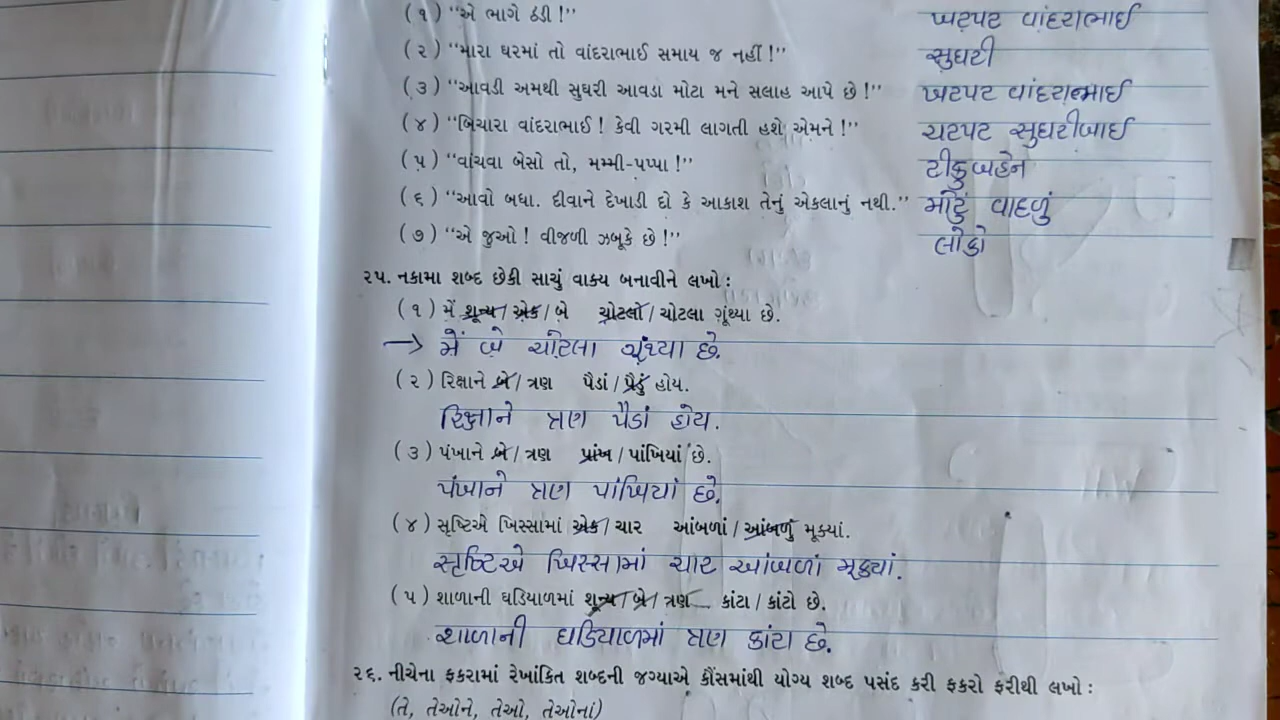 (૧) “એ ભાગે ઠંડી!” ખટપટ વાંદરાભાઈ
(૨) “મારા ઘરમાં તો વાંદરાભાઈ સમાય જ નહીં!” સુઘરી
(૩) “આવડી અમથી સુઘરી આવડા મોટા મને સલાહ આપે છે!” ખટપટ વાંદરાભાઈ
(૪) “બિચારા વાંદરાભાઈ! કેવી ગરમી લાગતી હશે એમને!” ચટપટ સુઘરીબાઈ
(૫) “વાંચવા બેસો તો, મમ્મી-પપ્પા!” ટીકુબહેન
(૬) “આવો બધા. દીવાને દેખાડી દો કે આકાશ તેનું એકલાનું નથી.” મોટું વાદળું
(૭) “એ જુઓ! વીજળી ઝબૂકે છે!” લોકો
૨૫. નકામા શબ્દ છેકી સાચું વાક્ય બનાવીને લખો :
(૧) મેં શૂન્ય/એક/બે ચોટલો/ચોટલા ગૂંથ્યા છે.
→ મેં બે ચોટલા ગૂંથ્યા છે.
(૨) રિક્ષાને બે/ત્રણ પૈડાં/પૈડું હોય.
રિક્ષાને ત્રણ પૈડાં હોય.
(૩) પંખાને બે/ત્રણ પાંખ/પાંખિયાં છે.
પંખાને ત્રણ પાંખિયાં છે.
(૪) સૃષ્ટિએ ખિસ્સામાં એક/ચાર આંબળાં/આંબળું મૂક્યાં.
સૃષ્ટિએ ખિસ્સામાં ચાર આંબળાં મૂક્યાં.
(૫) શાળાની ઘડિયાળમાં શૂન્ય/બે/ત્રણ કાંટા/કાંટો છે.
શાળાની ઘડિયાળમાં ત્રણ કાંટા છે.
૨૬. નીચેના ફકરામાં રેખાંકિત શબ્દની જગ્યાએ કૌંસમાંથી યોગ્ય શબ્દ પસંદ કરી ફકરો ફરીથી લખો :
(તે, તેઓને, તેઓ, તેઓનાં)